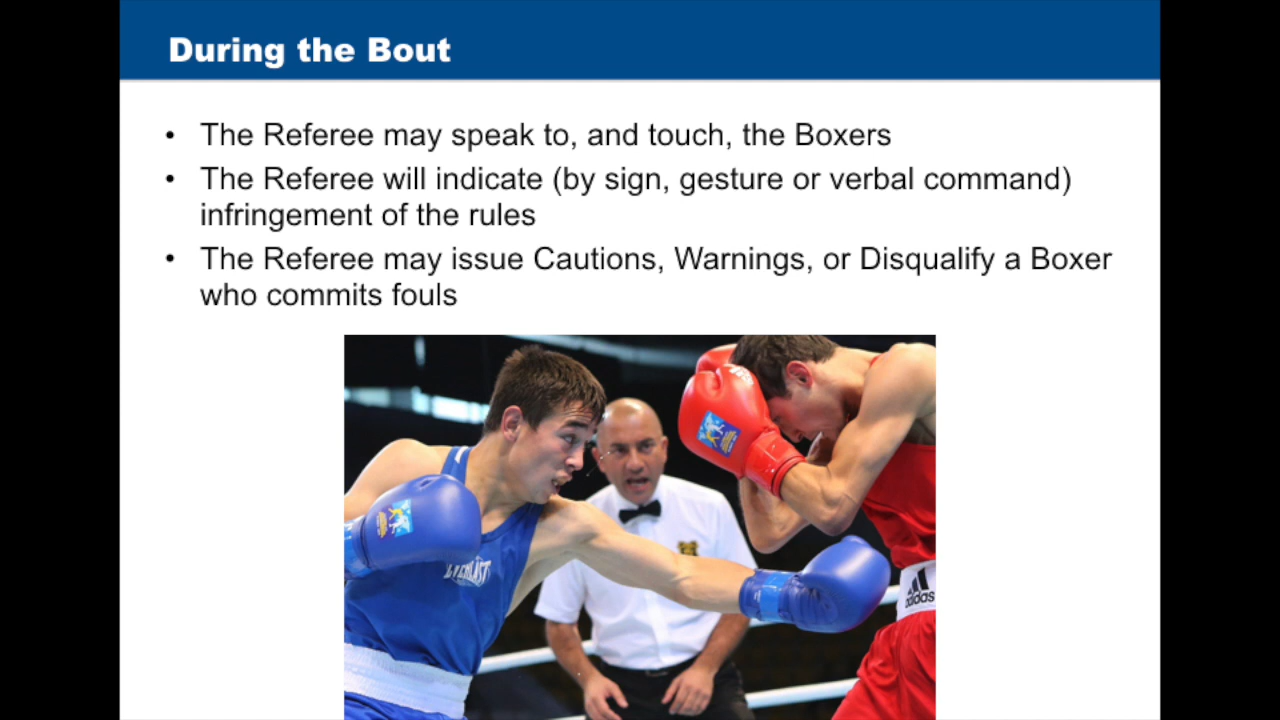 During the Bout
• The Referee may speak to, and touch, the Boxers
• The Referee will indicate (by sign, gesture or verbal command)
infringement of the rules
• The Referee may issue Cautions, Warnings, or Disqualify a Boxer
who commits fouls
EVERLAST
adidas